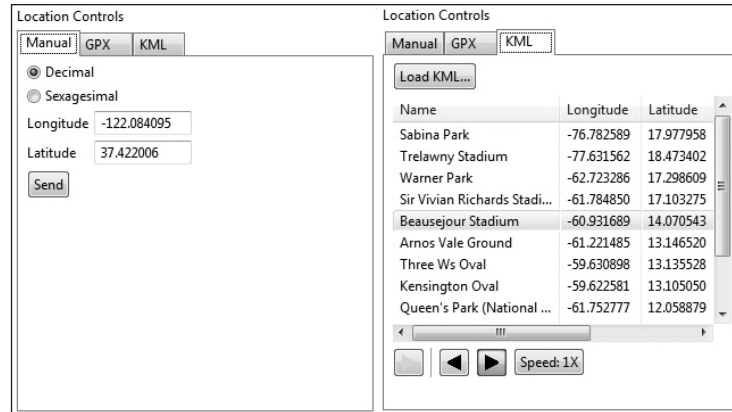 Location Controls
Manual GPX KML
Decimal
Sexagesimal
Longitude -122.084095
Latitude 37.422006
Send
Location Controls
Manual GPX KML
Load KML...
Name Longitude Latitude
Sabina Park -76.782589 17.977958
Trelawny Stadium -77.631562 18.473402
Warner Park -62.723286 17.298609
Sir Vivian Richards Stadi... -61.784850 17.103275
Beausejour Stadium -60.931689 14.070543
Arnos Vale Ground -61.221485 13.146520
Three Ws Oval -59.630898 13.135528
Kensington Oval -59.622581 13.105050
Queen's Park (National ... -61.752777 12.058879
Speed: 1X